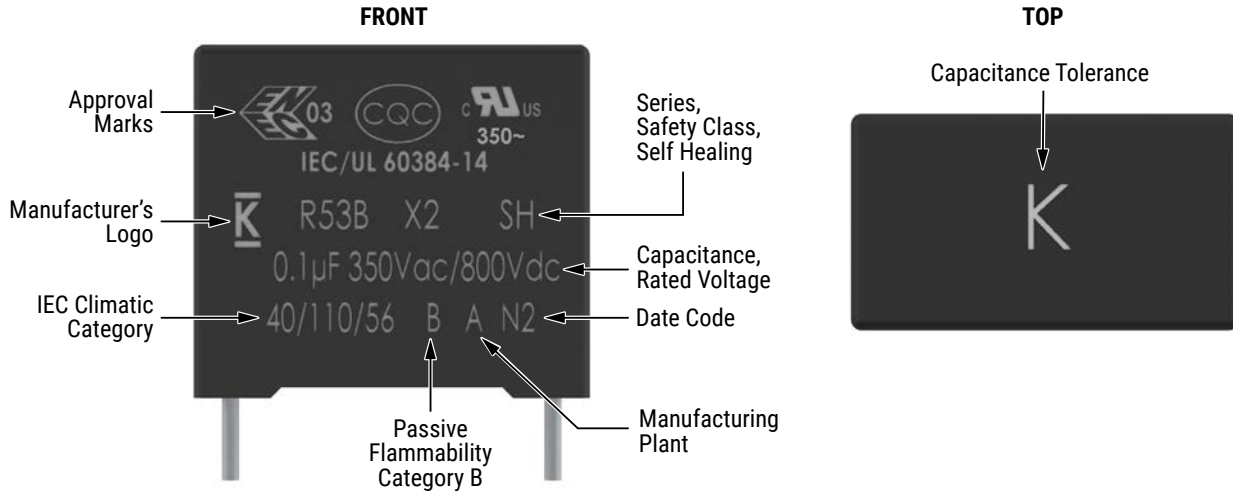 FRONT
TOP
Approval
Marks
03
CQC
c RU US
350~
IEC/UL 60384-14
Series,
Safety Class,
Self Healing
Capacitance Tolerance
K
Manufacturer's
Logo
K R53B X2 SH
0.1µF 350Vac/800Vdc
Capacitance,
Rated Voltage
IEC Climatic
Category
40/110/56 B A N2
Date Code
Passive
Flammability
Category B
Manufacturing
Plant